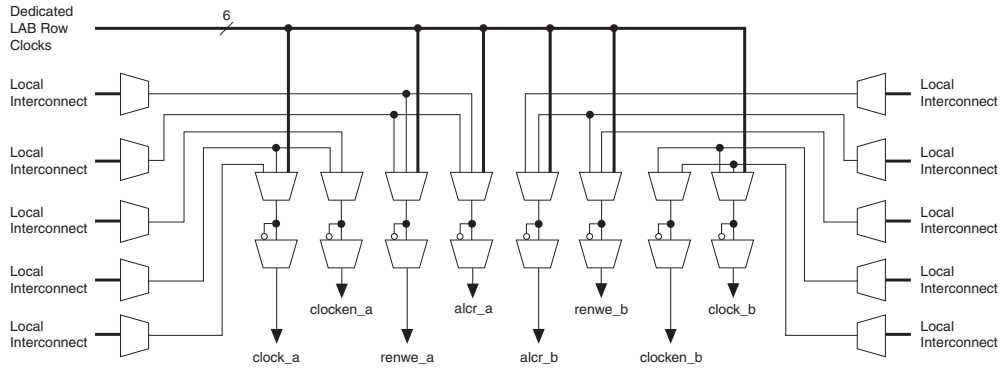 Dedicated
LAB Row
Clocks
6
Local
Interconnect
Local
Interconnect
Local
Interconnect
Local
Interconnect
Local
Interconnect
Local
Interconnect
Local
Interconnect
Local
Interconnect
Local
Interconnect
Local
Interconnect
clocken_a
alcr_a
renwe_b
clock_b
clock_a
renwe_a
alcr_b
clocken_b